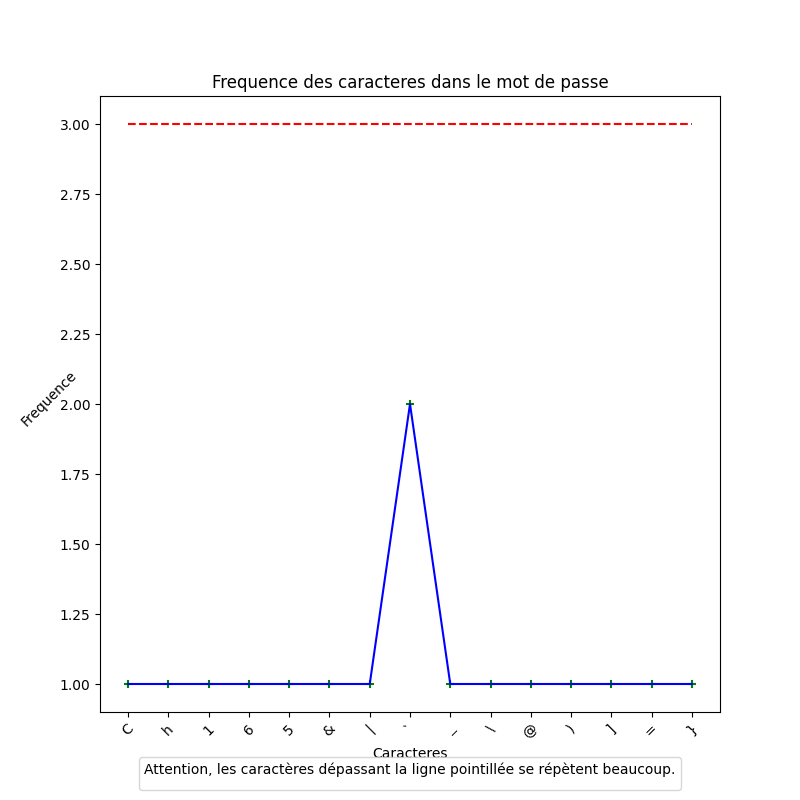 Frequence des caracteres dans le mot de passe
3.00
2.75
2.50
2.25
2.00
1.75
1.50
1.25
1.00
Frequence
C h 1 6 5 & | ` _ \ @ ) ] = }
Caracteres
Attention, les caractères dépassant la ligne pointillée se répètent beaucoup.